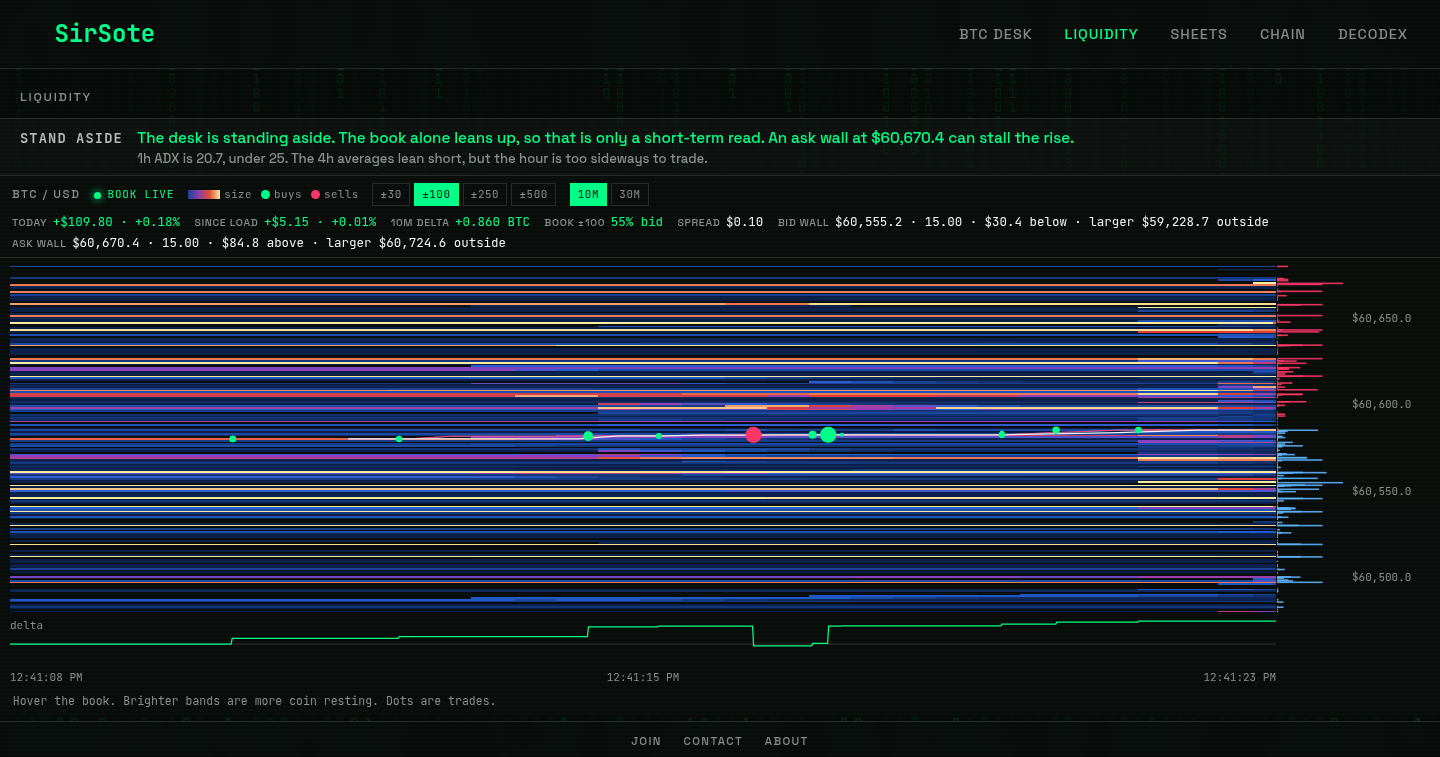 SirSote
BTC DESK LIQUIDITY SHEETS CHAIN DECODEX
LIQUIDITY
STAND ASIDE The desk is standing aside. The book alone leans up, so that is only a short-term read. An ask wall at $60,670.4 can stall the rise.
1h ADX is 20.7, under 25. The 4h averages lean short, but the hour is too sideways to trade.
BTC / USD BOOK LIVE size buys sells ±30 ±100 ±250 ±500 10M 30M
TODAY +$109.80 · +0.18% SINCE LOAD +$5.15 · +0.01% 10M DELTA +0.860 BTC BOOK ±100 55% bid SPREAD $0.10 BID WALL $60,555.2 · 15.00 · $30.4 below · larger $59,228.7 outside
ASK WALL $60,670.4 · 15.00 · $84.8 above · larger $60,724.6 outside
$60,650.0
$60,600.0
$60,550.0
$60,500.0
delta
12:41:08 PM 12:41:15 PM 12:41:23 PM
Hover the book. Brighter bands are more coin resting. Dots are trades.
JOIN CONTACT ABOUT